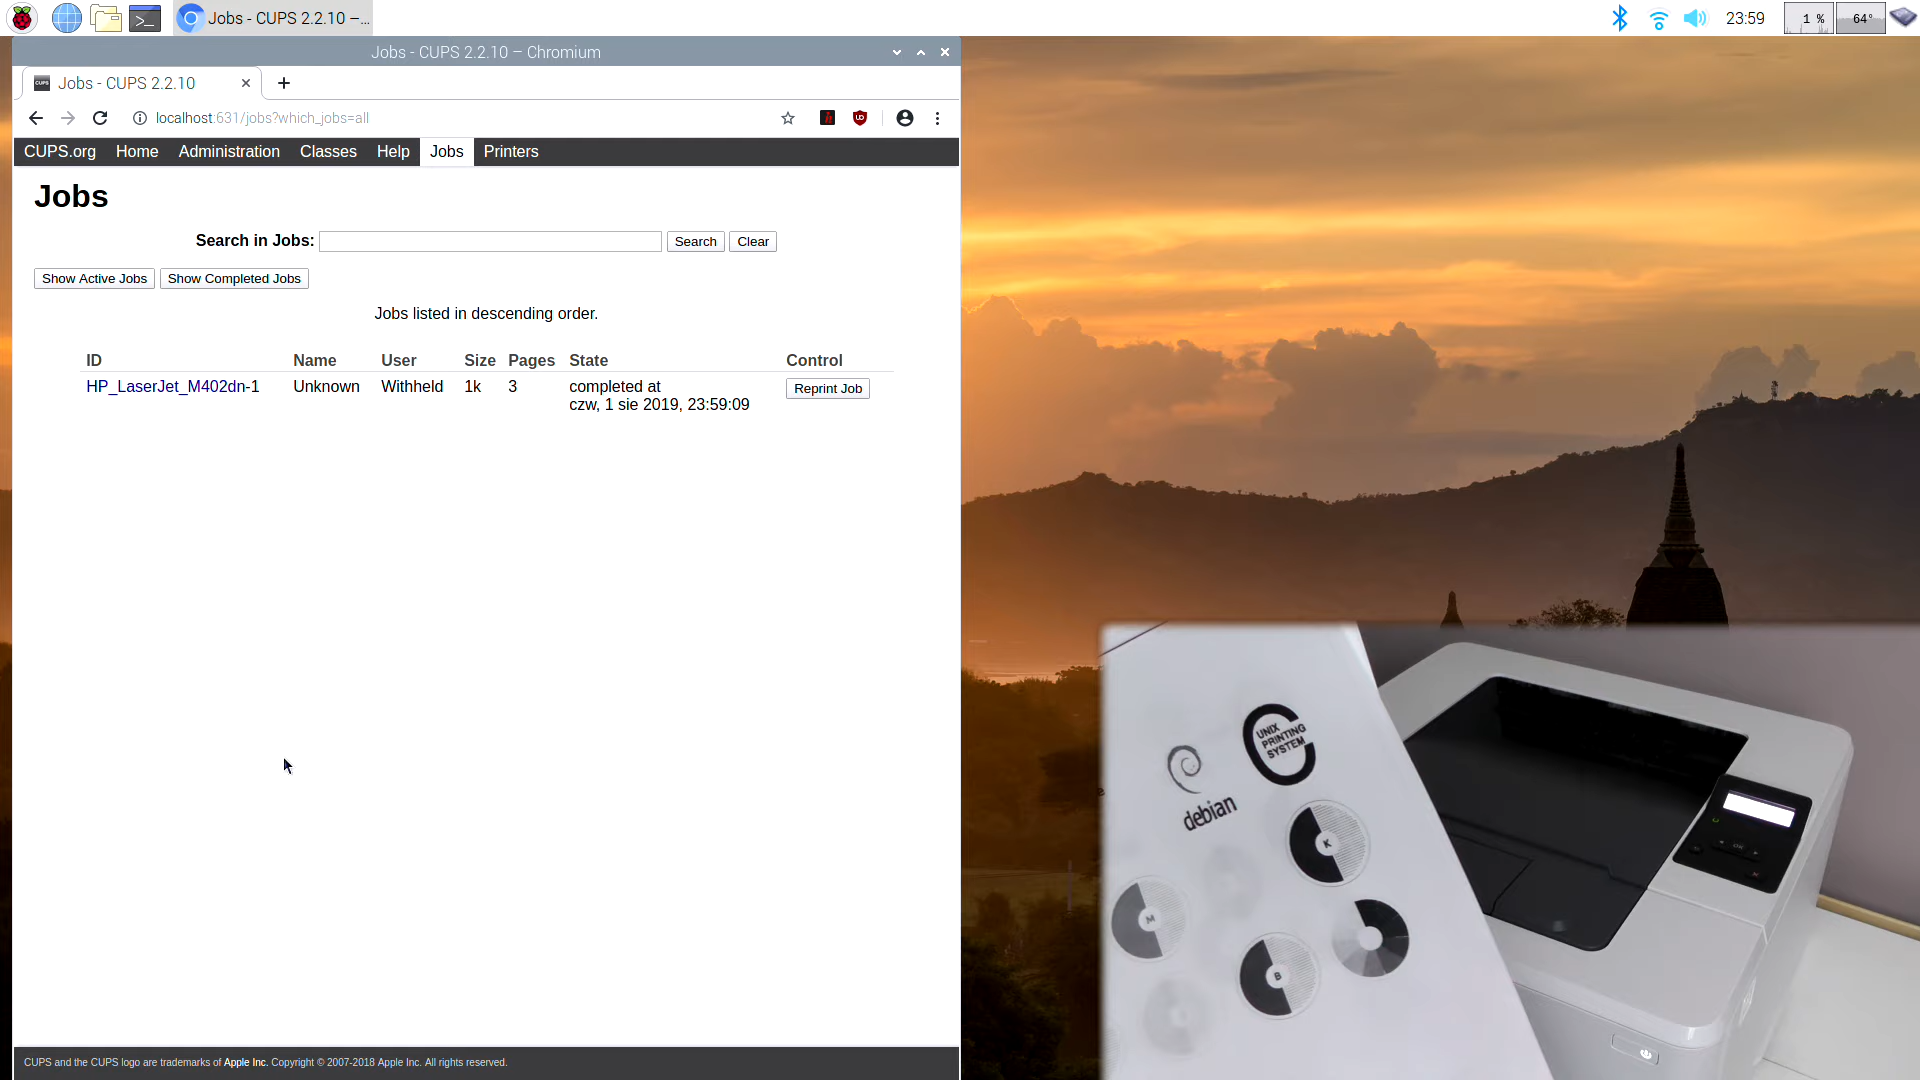 Jobs - CUPS 2.2.10 –...
23:59
1 %
64°
Jobs - CUPS 2.2.10 – Chromium
Jobs - CUPS 2.2.10
localhost:631/jobs?which_jobs=all
CUPS.org Home Administration Classes Help Jobs Printers
Jobs
Search in Jobs: Search Clear
Show Active Jobs Show Completed Jobs
Jobs listed in descending order.
ID Name User Size Pages State Control
HP_LaserJet_M402dn-1 Unknown Withheld 1k 3 completed at Reprint Job
czw, 1 sie 2019, 23:59:09
CUPS and the CUPS logo are trademarks of Apple Inc. Copyright © 2007-2018 Apple Inc. All rights reserved.
UNIX
PRINTING
SYSTEM
debian
K
M
B